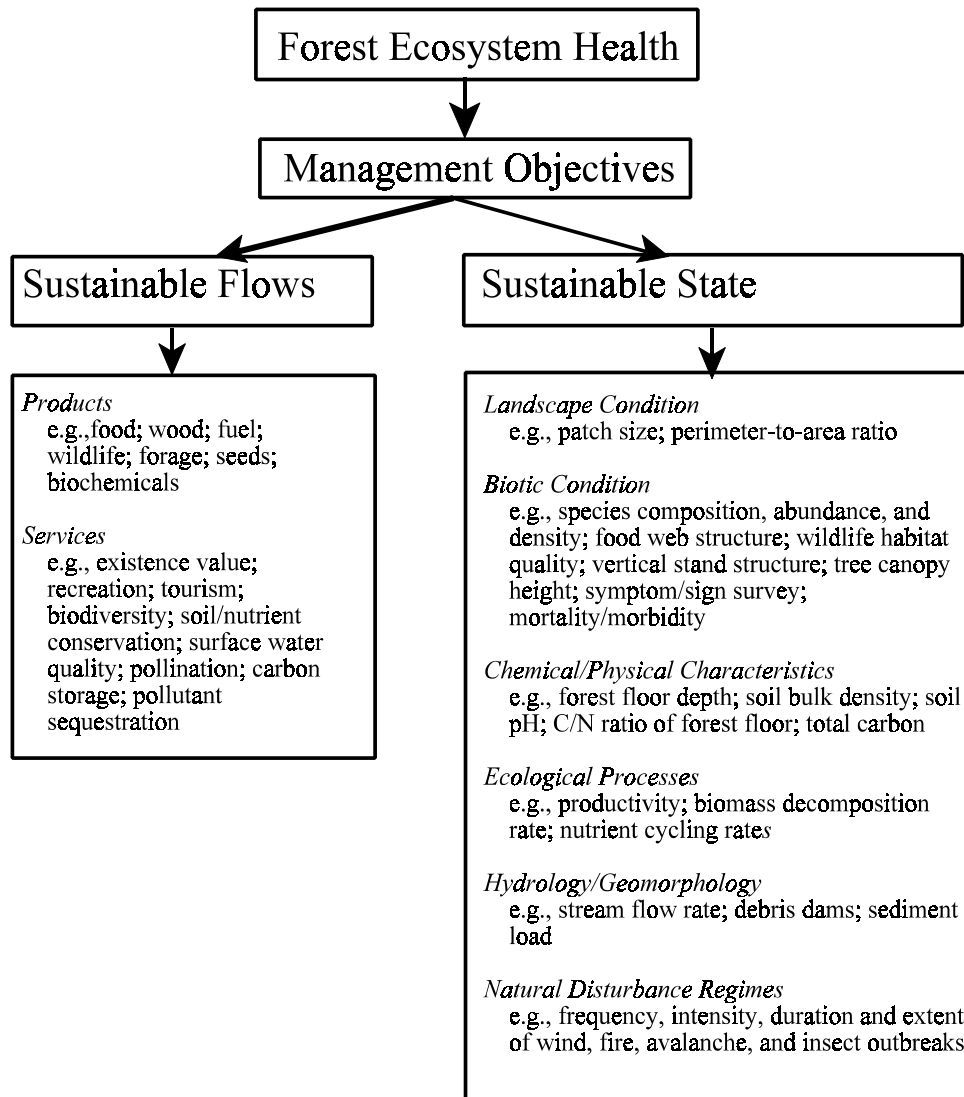 Forest Ecosystem Health
Management Objectives
Sustainable Flows
Sustainable State
Products
e.g.,food; wood; fuel;
wildlife; forage; seeds;
biochemicals
Services
e.g., existence value;
recreation; tourism;
biodiversity; soil/nutrient
conservation; surface water
quality; pollination; carbon
storage; pollutant
sequestration
Landscape Condition
e.g., patch size; perimeter-to-area ratio
Biotic Condition
e.g., species composition, abundance, and
density; food web structure; wildlife habitat
quality; vertical stand structure; tree canopy
height; symptom/sign survey;
mortality/morbidity
Chemical/Physical Characteristics
e.g., forest floor depth; soil bulk density; soil
pH; C/N ratio of forest floor; total carbon
Ecological Processes
e.g., productivity; biomass decomposition
rate; nutrient cycling rates
Hydrology/Geomorphology
e.g., stream flow rate; debris dams; sediment
load
Natural Disturbance Regimes
e.g., frequency, intensity, duration and extent
of wind, fire, avalanche, and insect outbreaks